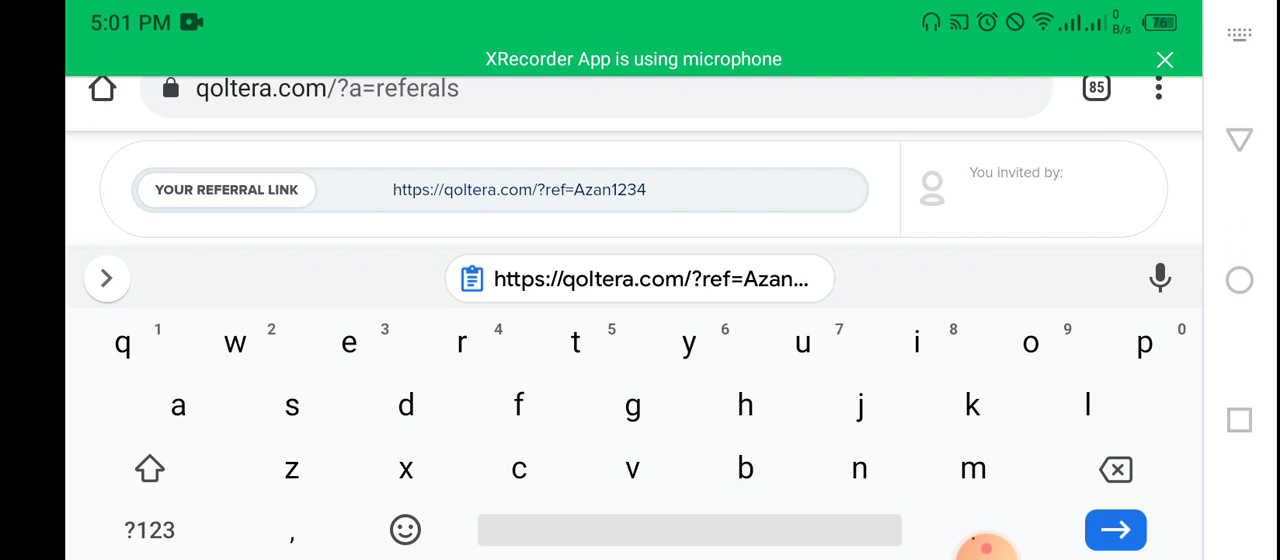 5:01 PM
0
B/s
76
XRecorder App is using microphone
qoltera.com/?a=referals
85
YOUR REFERRAL LINK
https://qoltera.com/?ref=Azan1234
You invited by:
https://qoltera.com/?ref=Azan...
q 1 w 2 e 3 r 4 t 5 y 6 u 7 i 8 o 9 p 0
a s d f g h j k l
z x c v b n m
?123 ,